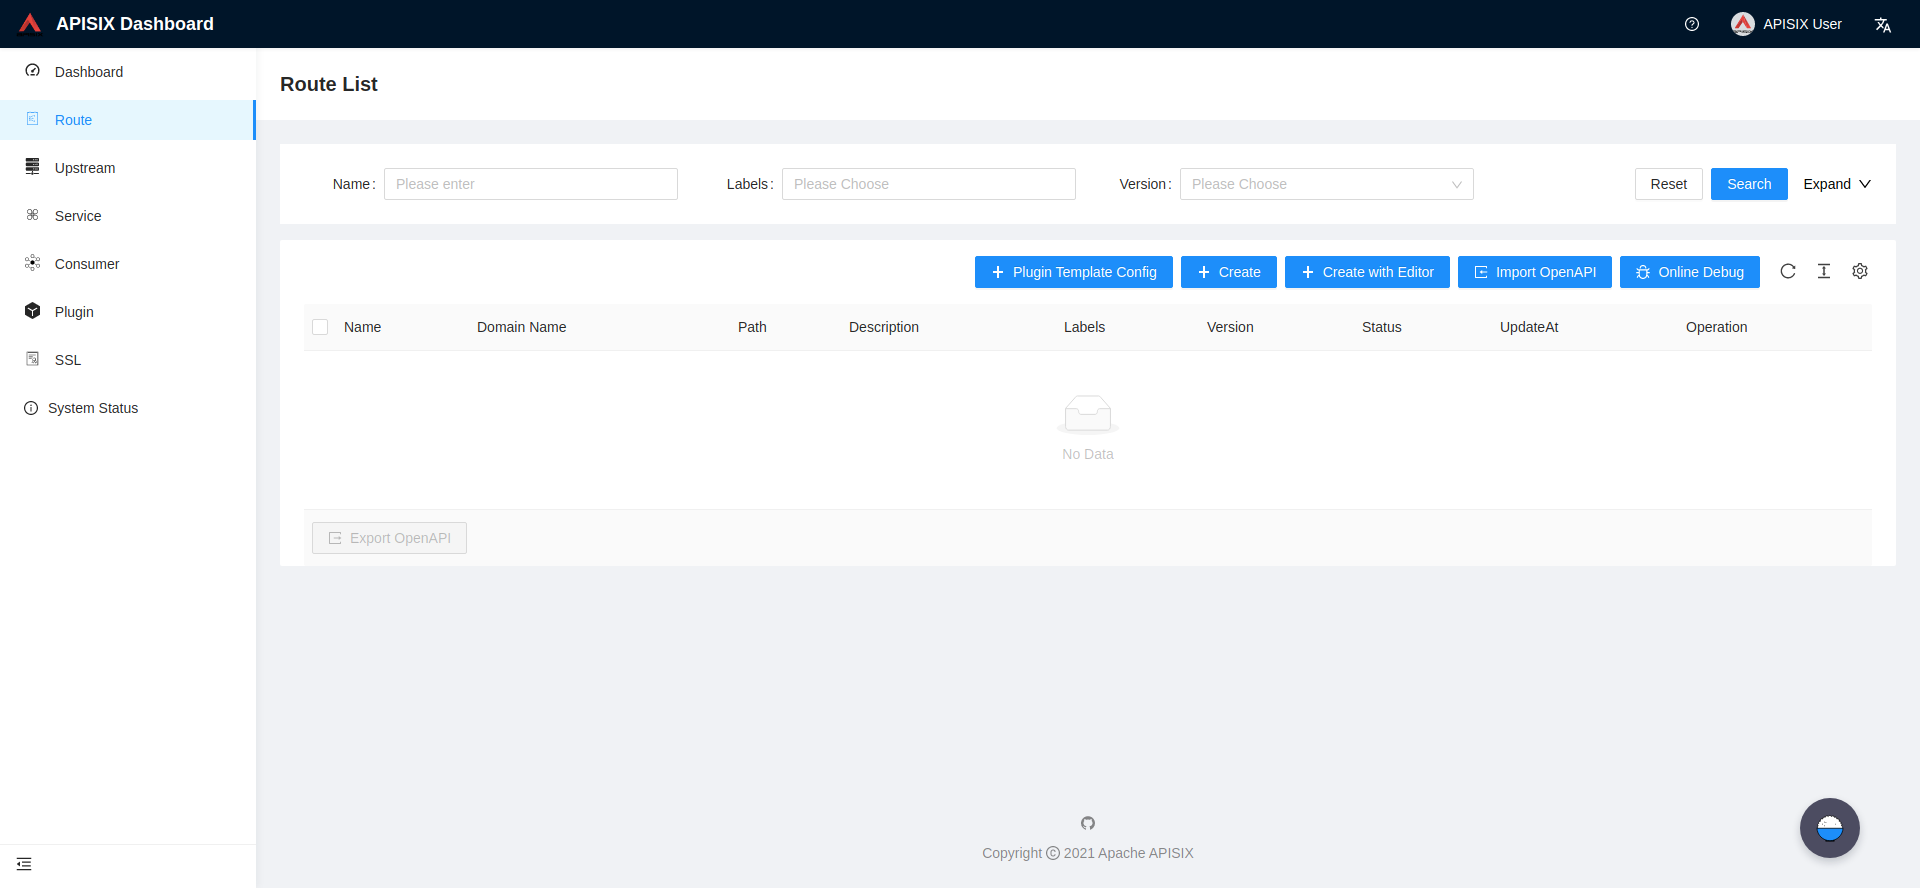 APISIX Dashboard
APISIX User
Dashboard
Route
Upstream
Service
Consumer
Plugin
SSL
System Status
Route List
Name : Please enter
Labels : Please Choose
Version : Please Choose
Reset
Search
Expand
Plugin Template Config
Create
Create with Editor
Import OpenAPI
Online Debug
Name Domain Name Path Description Labels Version Status UpdateAt Operation
No Data
Export OpenAPI
Copyright © 2021 Apache APISIX